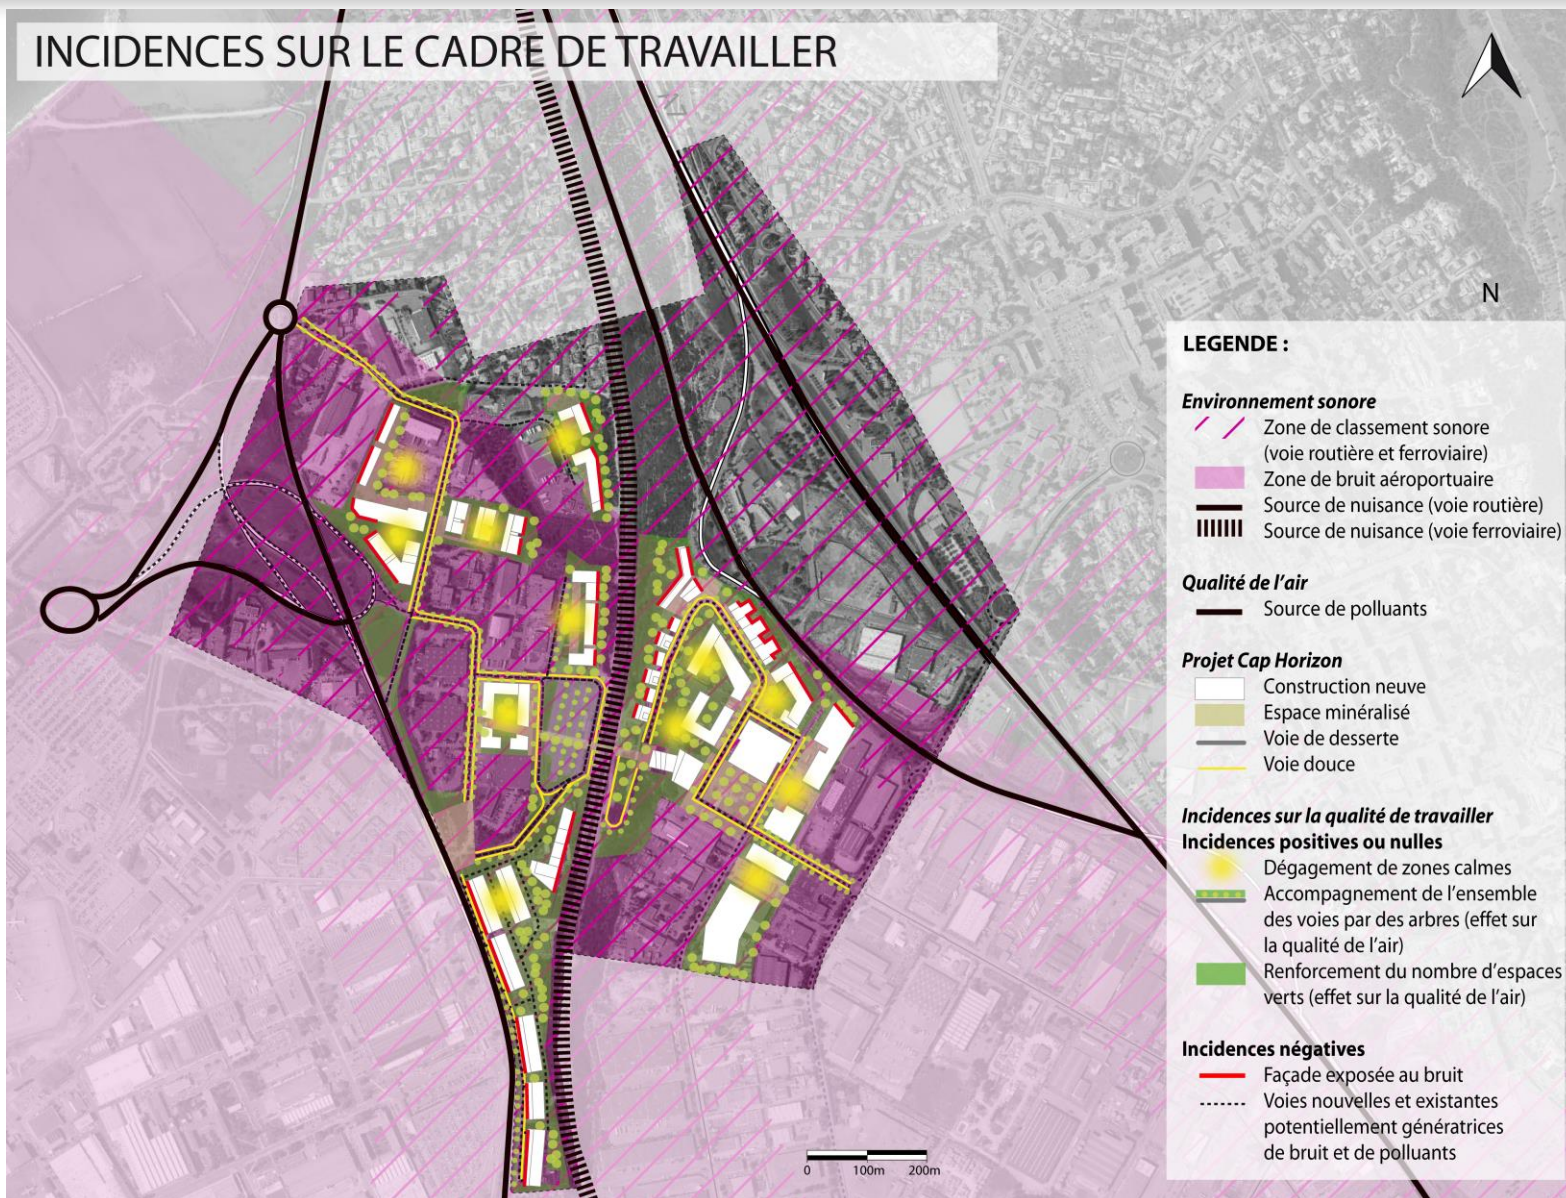 INCIDENCES SUR LE CADRE DE TRAVAILLER
N
LEGENDE :
Environnement sonore
Zone de classement sonore
(voie routière et ferroviaire)
Zone de bruit aéroportuaire
Source de nuisance (voie routière)
Source de nuisance (voie ferroviaire)
Qualité de l'air
Source de polluants
Projet Cap Horizon
Construction neuve
Espace minéralisé
Voie de desserte
Voie douce
Incidences sur la qualité de travailler
Incidences positives ou nulles
Dégagement de zones calmes
Accompagnement de l'ensemble
des voies par des arbres (effet sur
la qualité de l'air)
Renforcement du nombre d'espaces
verts (effet sur la qualité de l'air)
Incidences négatives
Façade exposée au bruit
Voies nouvelles et existantes
potentiellement génératrices
de bruit et de polluants
0 100m 200m